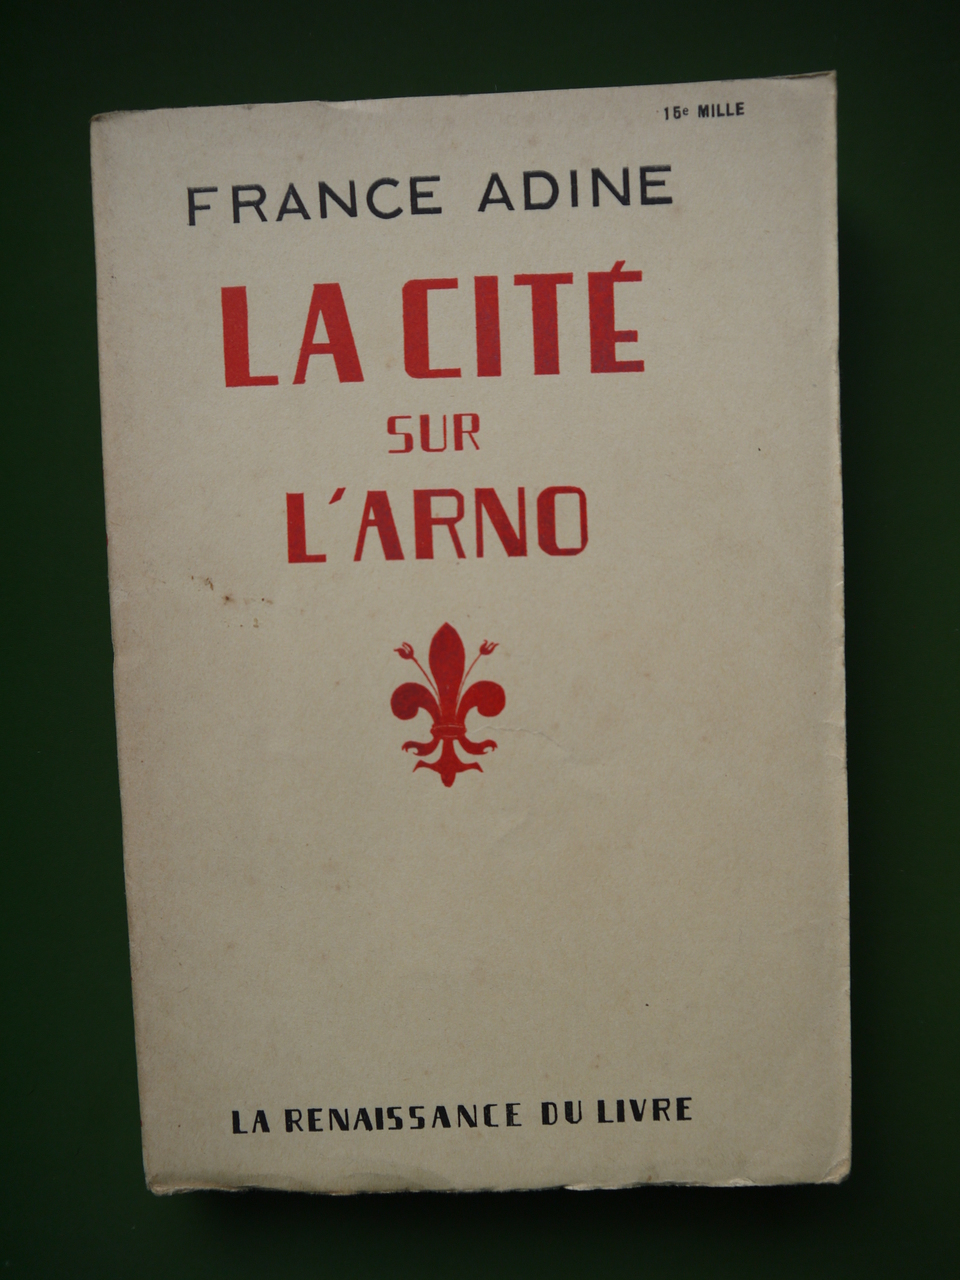 15e MILLE
FRANCE ADINE
LA CITÉ
SUR
L'ARNO
LA RENAISSANCE DU LIVRE